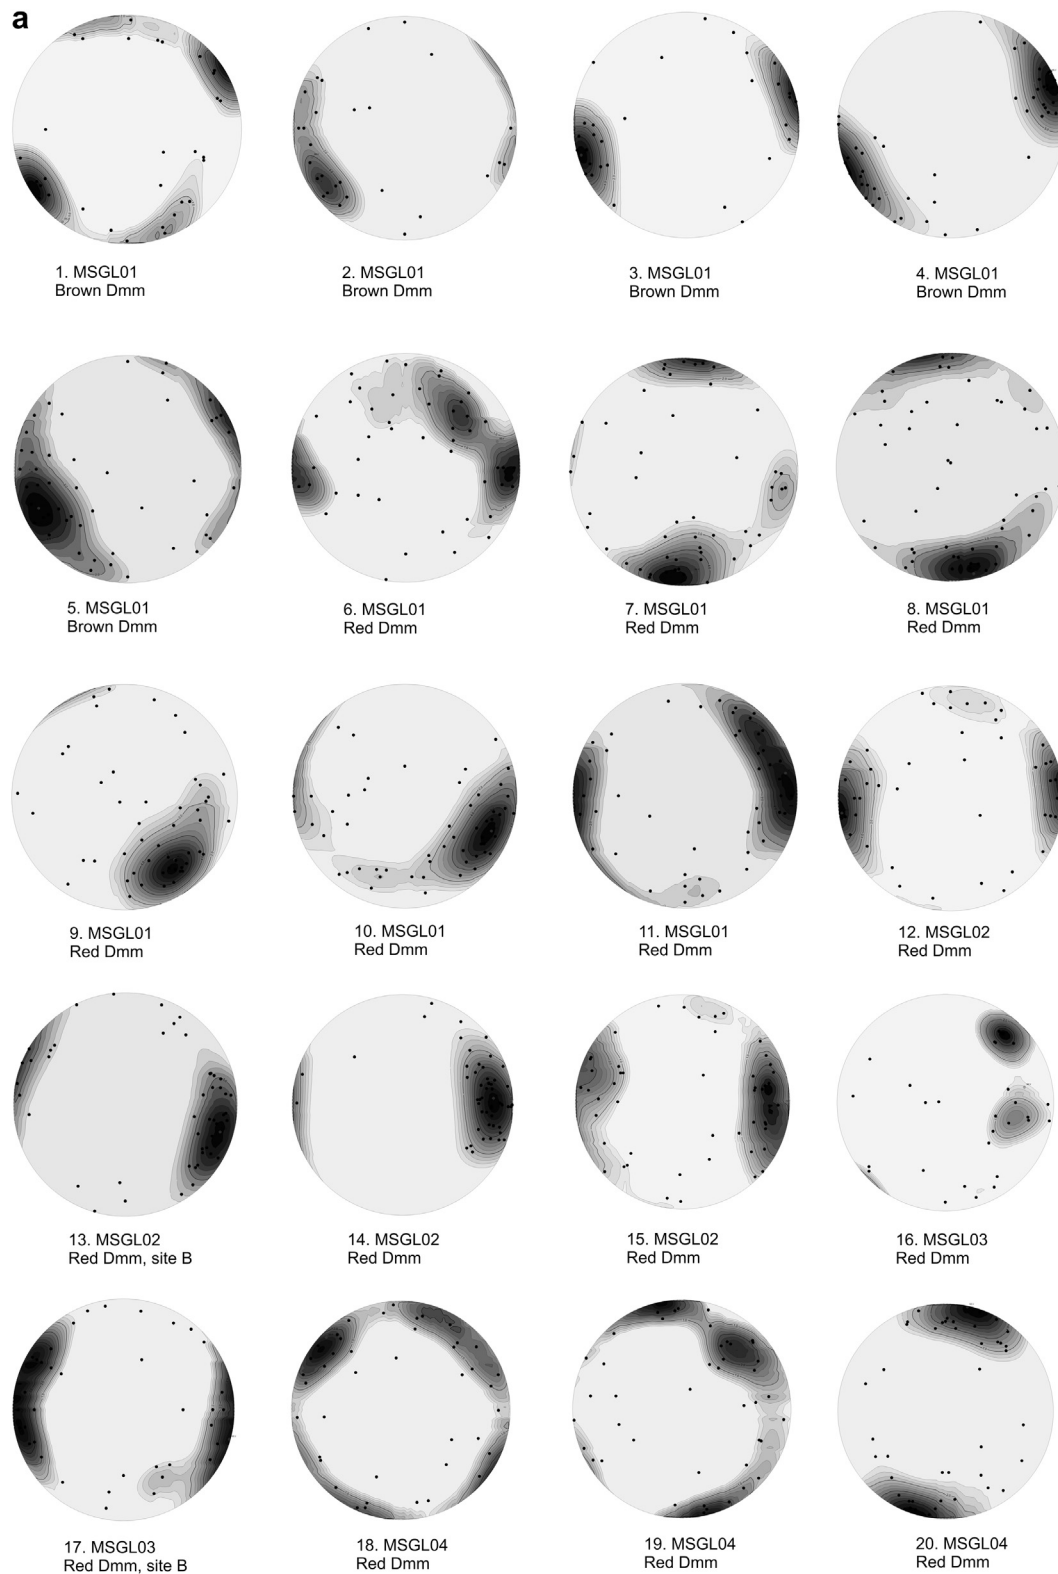 a
1. MSGL01
Brown Dmm
2. MSGL01
Brown Dmm
3. MSGL01
Brown Dmm
4. MSGL01
Brown Dmm
5. MSGL01
Brown Dmm
6. MSGL01
Red Dmm
7. MSGL01
Red Dmm
8. MSGL01
Red Dmm
9. MSGL01
Red Dmm
10. MSGL01
Red Dmm
11. MSGL01
Red Dmm
12. MSGL02
Red Dmm
13. MSGL02
Red Dmm, site B
14. MSGL02
Red Dmm
15. MSGL02
Red Dmm
16. MSGL03
Red Dmm
17. MSGL03
Red Dmm, site B
18. MSGL04
Red Dmm
19. MSGL04
Red Dmm
20. MSGL04
Red Dmm